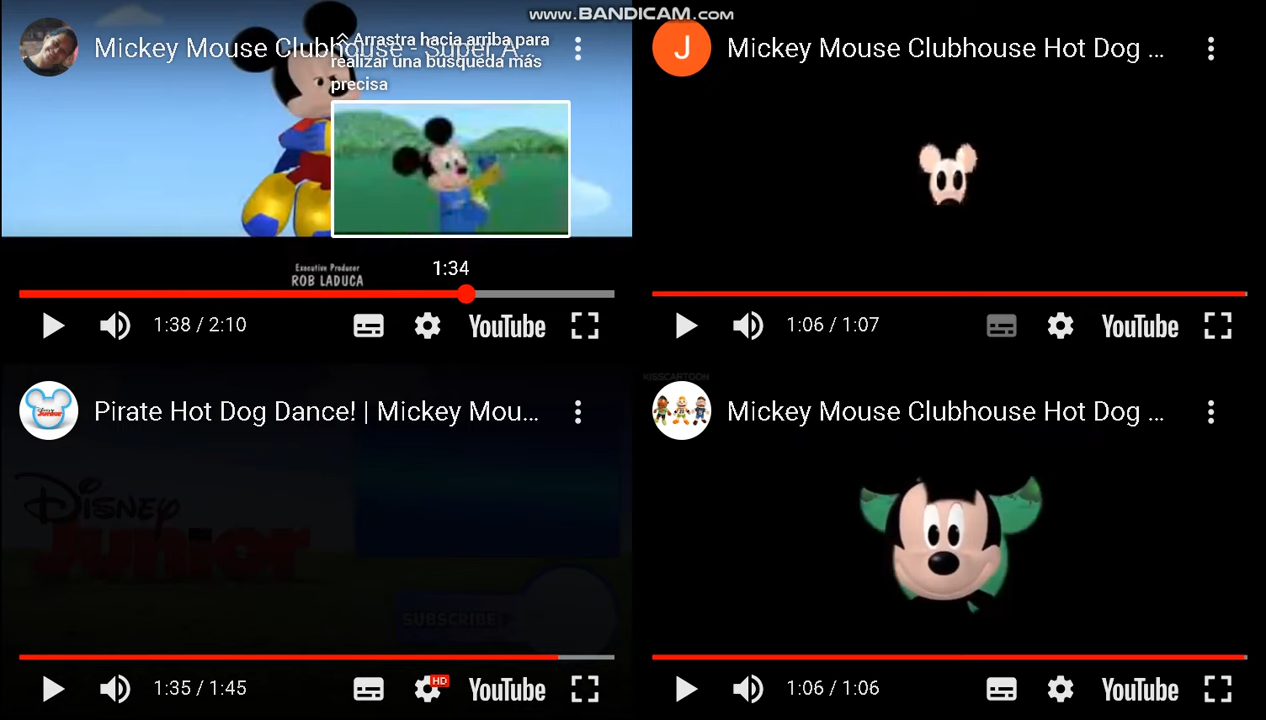 www.BANDICAM.com
Mickey Mouse Clubhouse - Super A...
Arrastra hacia arriba para
realizar una búsqueda más
precisa
Executive Producer
ROB LADUCA
1:34
1:38 / 2:10
YouTube
J
Mickey Mouse Clubhouse Hot Dog ...
1:06 / 1:07
YouTube
Pirate Hot Dog Dance! | Mickey Mou...
Disney
Junior
SUBSCRIBE
1:35 / 1:45
HD
YouTube
KISSCARTOON
Mickey Mouse Clubhouse Hot Dog ...
1:06 / 1:06
YouTube